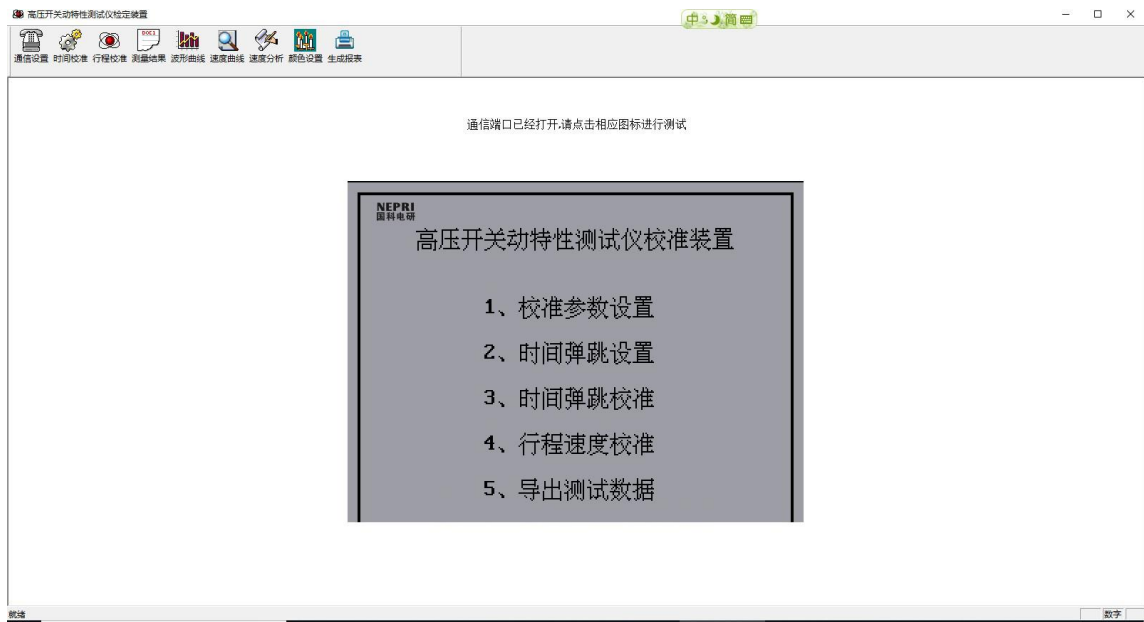 高压开关动特性测试仪检定装置
中 简
通信设置 时间校准 行程校准 测量结果 波形曲线 速度曲线 速度分析 颜色设置 生成报表
通信端口已经打开,请点击相应图标进行测试
NEPRI
国科电研
高压开关动特性测试仪校准装置
1、校准参数设置
2、时间弹跳设置
3、时间弹跳校准
4、行程速度校准
5、导出测试数据
就绪
数字